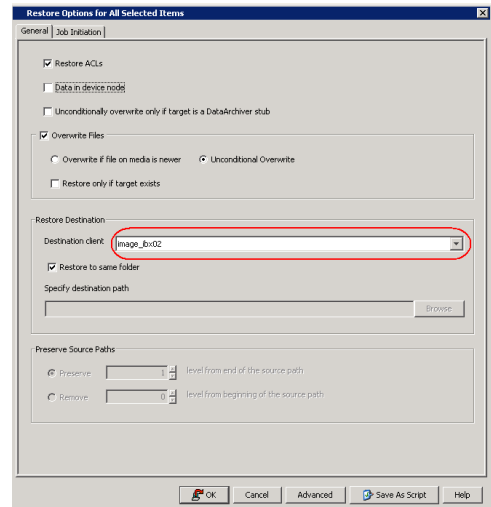 Restore Options for All Selected Items
General Job Initiation
Restore ACLs
Data in device node
Unconditionally overwrite only if target is a DataArchiver stub
Overwrite Files
Overwrite if file on media is newer Unconditional Overwrite
Restore only if target exists
Restore Destination
Destination client image_ibx02
Restore to same folder
Specify destination path
Browse
Preserve Source Paths
Preserve 1 level from end of the source path
Remove 0 level from beginning of the source path
OK Cancel Advanced Save As Script Help